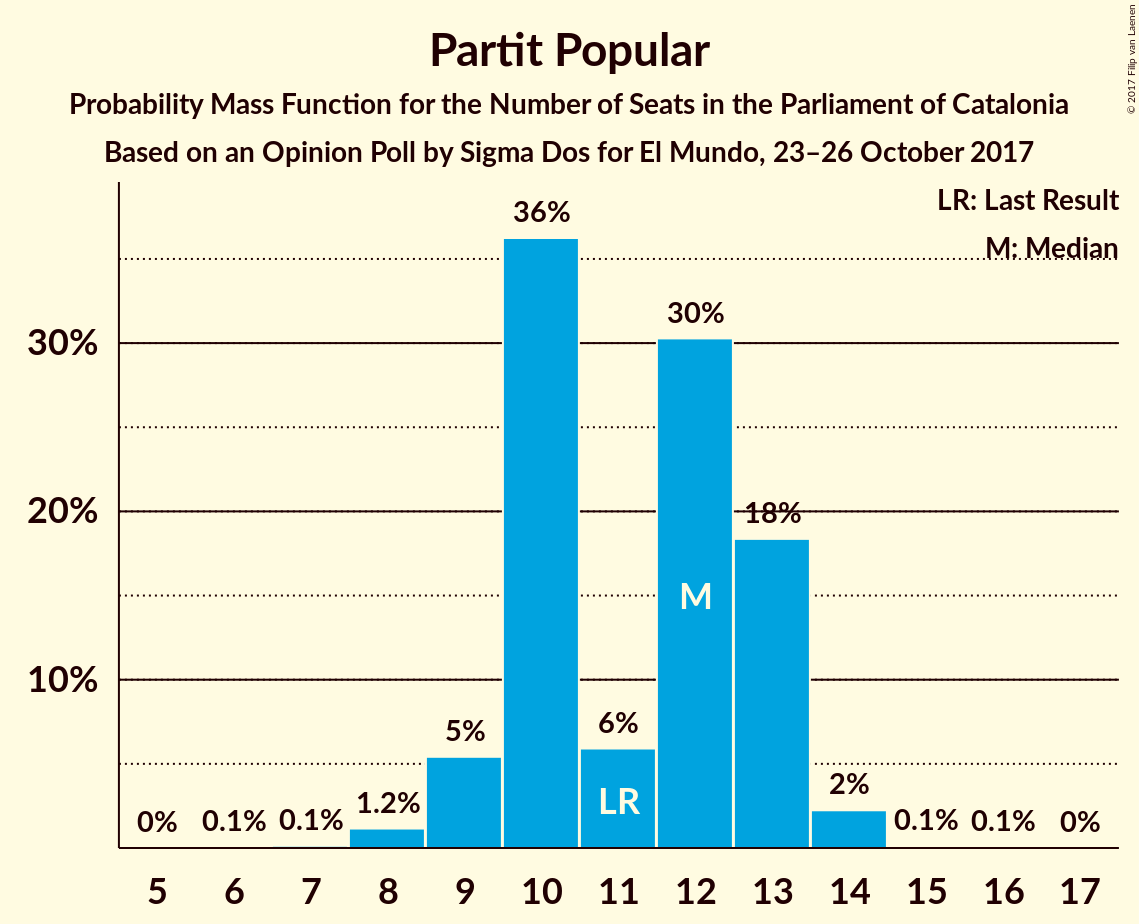 Partit Popular
Probability Mass Function for the Number of Seats in the Parliament of Catalonia
Based on an Opinion Poll by Sigma Dos for El Mundo, 23–26 October 2017
© 2017 Filip van Laenen
LR: Last Result
M: Median
36%
30%
30%
20%
18%
M
10%
6%
5%
LR
2%
1.2%
0% 0.1% 0.1% 0.1% 0.1% 0%
5 6 7 8 9 10 11 12 13 14 15 16 17